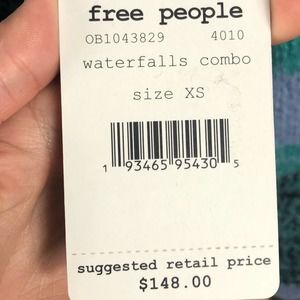 free people
OB1043829 4010
waterfalls combo
size XS
1 93465 95430 5
suggested retail price
$148.00